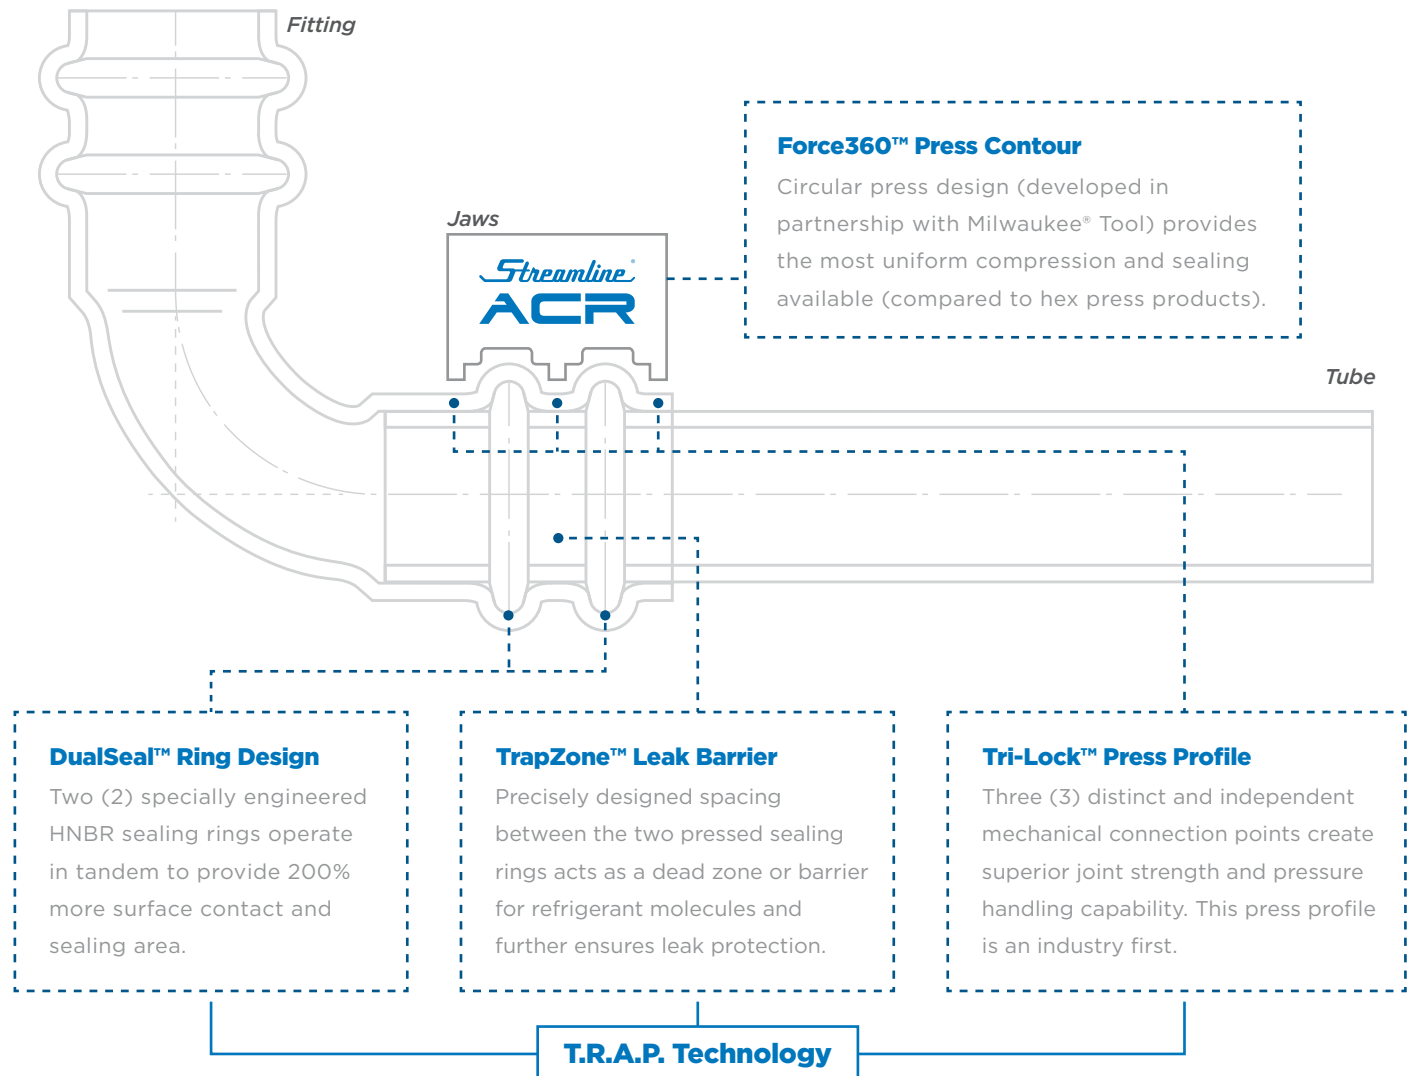 Fitting
Force360™ Press Contour
Circular press design (developed in
partnership with Milwaukee® Tool) provides
the most uniform compression and sealing
available (compared to hex press products).
Jaws
Streamline®
ACR
Tube
DualSeal™ Ring Design
Two (2) specially engineered
HNBR sealing rings operate
in tandem to provide 200%
more surface contact and
sealing area.
TrapZone™ Leak Barrier
Precisely designed spacing
between the two pressed sealing
rings acts as a dead zone or barrier
for refrigerant molecules and
further ensures leak protection.
Tri-Lock™ Press Profile
Three (3) distinct and independent
mechanical connection points create
superior joint strength and pressure
handling capability. This press profile
is an industry first.
T.R.A.P. Technology